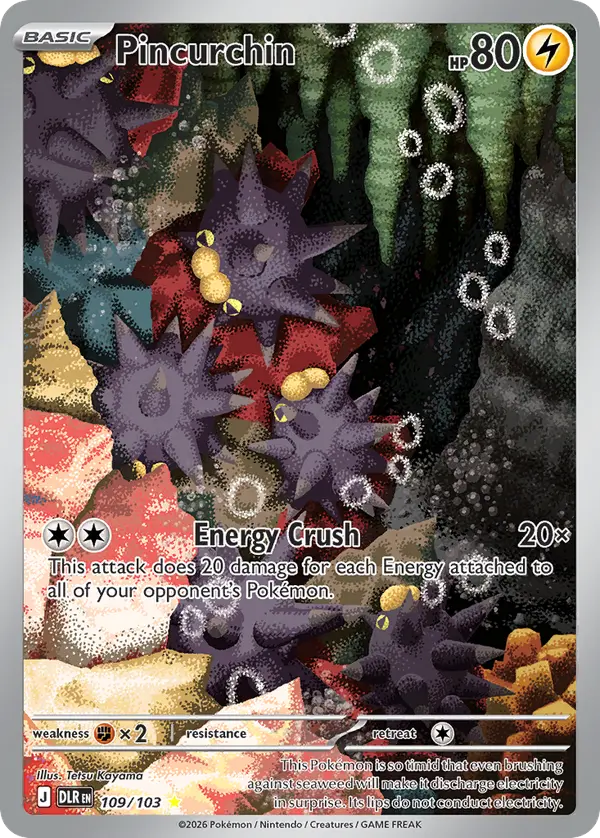 BASIC Pincurchin HP80
Energy Crush 20×
This attack does 20 damage for each Energy attached to
all of your opponent's Pokémon.
weakness ×2 resistance retreat
Illus. Tetsu Kayama
This Pokémon is so timid that even brushing
against seaweed will make it discharge electricity
in surprise. Its lips do not conduct electricity.
J DLR EN 109/103
©2026 Pokémon / Nintendo / Creatures / GAME FREAK